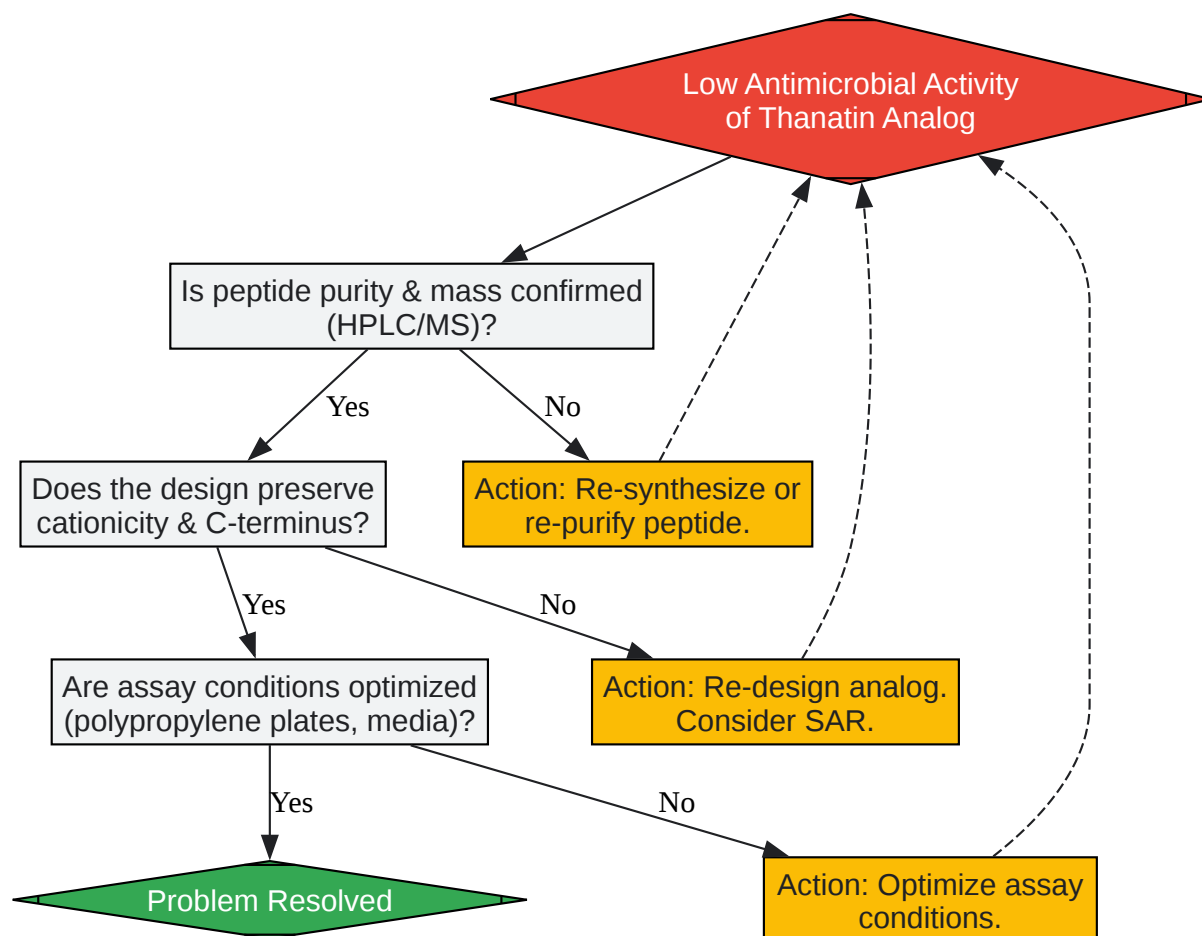 Low Antimicrobial Activity
of Thanatin Analog
Is peptide purity & mass confirmed
(HPLC/MS)?
Yes
No
Does the design preserve
cationicity & C-terminus?
Action: Re-synthesize or
re-purify peptide.
Yes
No
Are assay conditions optimized
(polypropylene plates, media)?
Action: Re-design analog.
Consider SAR.
Yes
No
Problem Resolved
Action: Optimize assay
conditions.